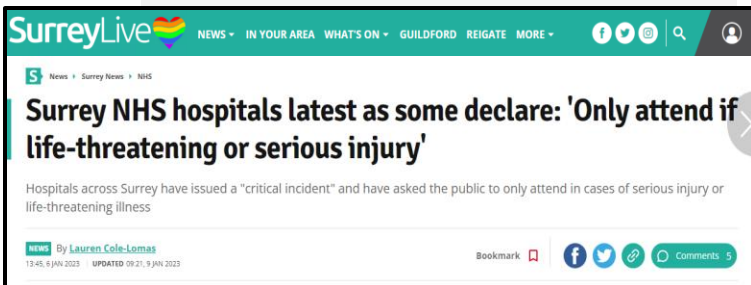 SurreyLive
NEWS IN YOUR AREA WHAT'S ON GUILDFORD REIGATE MORE
S News Surrey News NHS
Surrey NHS hospitals latest as some declare: 'Only attend if
life-threatening or serious injury'
Hospitals across Surrey have issued a "critical incident" and have asked the public to only attend in cases of serious injury or
life-threatening illness
NEWS By Lauren Cole-Lomas
13:45, 6 JAN 2023 UPDATED 09:21, 9 JAN 2023
Bookmark
Comments 5